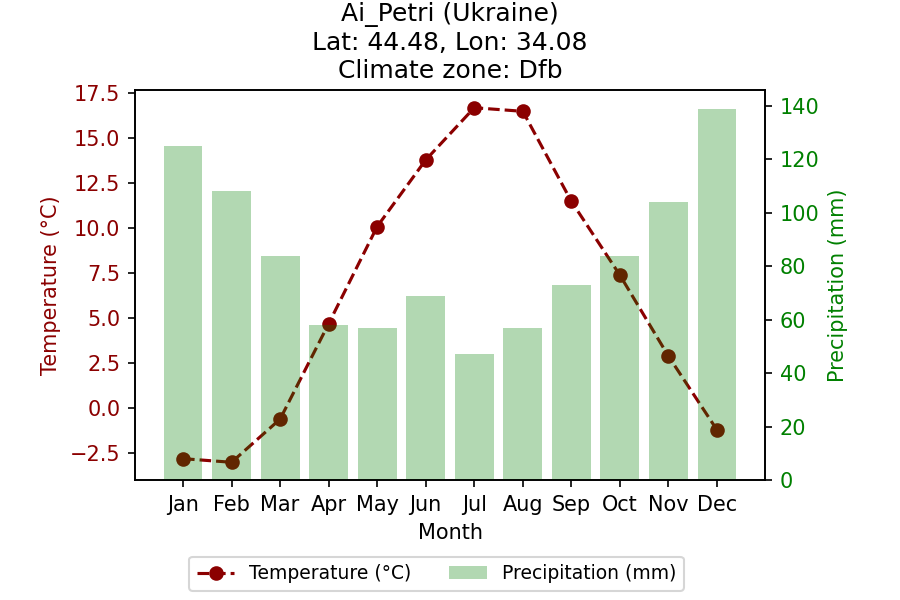 Ai_Petri (Ukraine)
Lat: 44.48, Lon: 34.08
Climate zone: Dfb
17.5
15.0
12.5
10.0
7.5
5.0
2.5
0.0
−2.5
Temperature (°C)
140
120
100
80
60
40
20
0
Precipitation (mm)
Jan Feb Mar Apr May Jun Jul Aug Sep Oct Nov Dec
Month
Temperature (°C) Precipitation (mm)